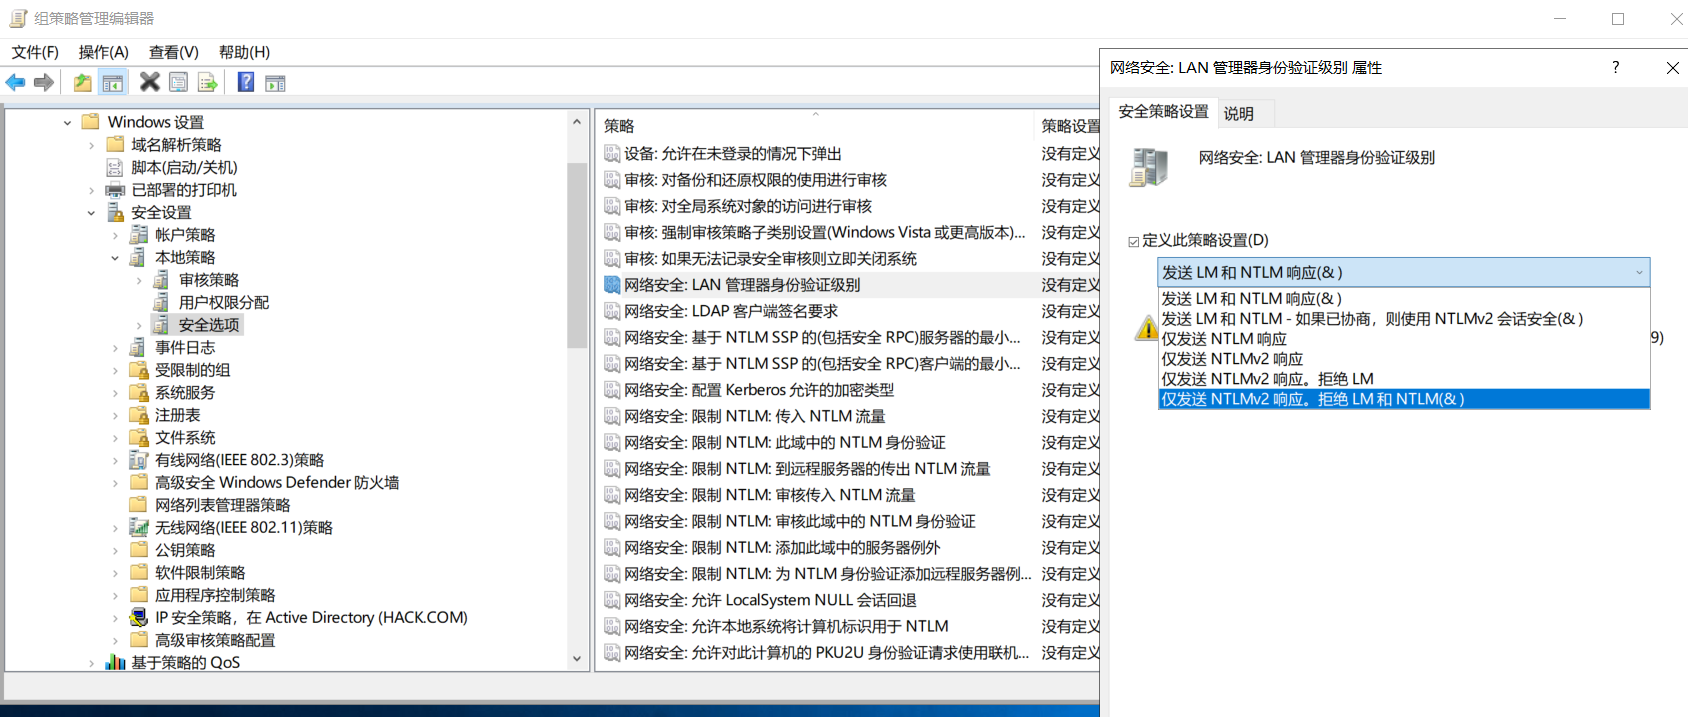 组策略管理编辑器
文件(F) 操作(A) 查看(V) 帮助(H)
Windows 设置
域名解析策略
脚本(启动/关机)
已部署的打印机
安全设置
帐户策略
本地策略
审核策略
用户权限分配
安全选项
事件日志
受限制的组
系统服务
注册表
文件系统
有线网络(IEEE 802.3)策略
高级安全 Windows Defender 防火墙
网络列表管理器策略
无线网络(IEEE 802.11)策略
公钥策略
软件限制策略
应用程序控制策略
IP 安全策略，在 Active Directory (HACK.COM)
高级审核策略配置
基于策略的 QoS
策略 策略设置
设备: 允许在未登录的情况下弹出 没有定义
审核: 对备份和还原权限的使用进行审核 没有定义
审核: 对全局系统对象的访问进行审核 没有定义
审核: 强制审核策略子类别设置(Windows Vista 或更高版本)... 没有定义
审核: 如果无法记录安全审核则立即关闭系统 没有定义
网络安全: LAN 管理器身份验证级别 没有定义
网络安全: LDAP 客户端签名要求 没有定义
网络安全: 基于 NTLM SSP 的(包括安全 RPC)服务器的最小... 没有定义
网络安全: 基于 NTLM SSP 的(包括安全 RPC)客户端的最小... 没有定义
网络安全: 配置 Kerberos 允许的加密类型 没有定义
网络安全: 限制 NTLM: 传入 NTLM 流量 没有定义
网络安全: 限制 NTLM: 此域中的 NTLM 身份验证 没有定义
网络安全: 限制 NTLM: 到远程服务器的传出 NTLM 流量 没有定义
网络安全: 限制 NTLM: 审核传入 NTLM 流量 没有定义
网络安全: 限制 NTLM: 审核此域中的 NTLM 身份验证 没有定义
网络安全: 限制 NTLM: 添加此域中的服务器例外 没有定义
网络安全: 限制 NTLM: 为 NTLM 身份验证添加远程服务器例... 没有定义
网络安全: 允许 LocalSystem NULL 会话回退 没有定义
网络安全: 允许本地系统将计算机标识用于 NTLM 没有定义
网络安全: 允许对此计算机的 PKU2U 身份验证请求使用联机... 没有定义
网络安全: LAN 管理器身份验证级别 属性
安全策略设置 说明
网络安全: LAN 管理器身份验证级别
定义此策略设置(D)
发送 LM 和 NTLM 响应(& )
发送 LM 和 NTLM 响应(& )
发送 LM 和 NTLM - 如果已协商，则使用 NTLMv2 会话安全(& )
仅发送 NTLM 响应
仅发送 NTLMv2 响应
仅发送 NTLMv2 响应。拒绝 LM
仅发送 NTLMv2 响应。拒绝 LM 和 NTLM(& )
9)